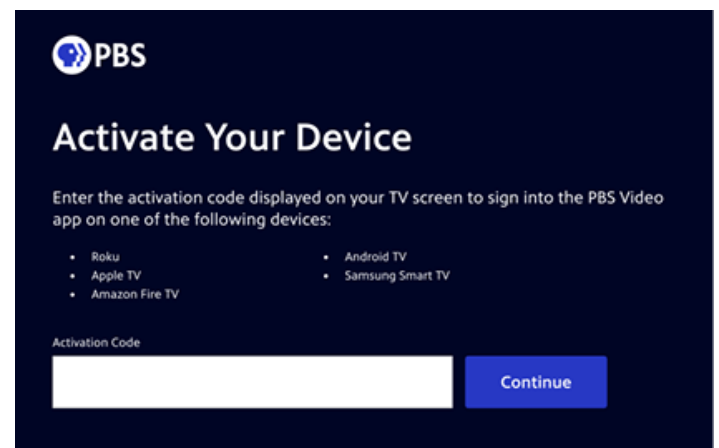 PBS
Activate Your Device
Enter the activation code displayed on your TV screen to sign into the PBS Video
app on one of the following devices:
• Roku
• Apple TV
• Amazon Fire TV
• Android TV
• Samsung Smart TV
Activation Code
Continue